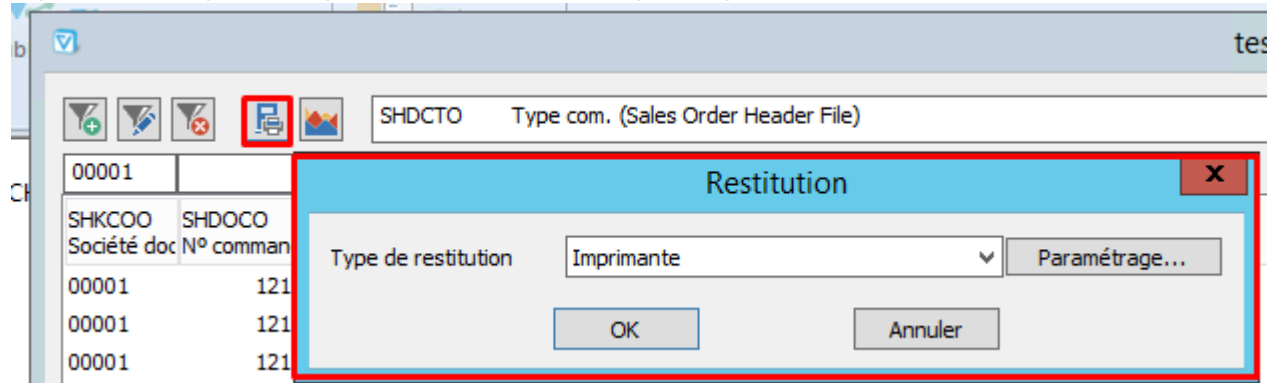 tes
SHDCTO Type com. (Sales Order Header File)
00001
Restitution
x
SHKCOO SHDOCO
Société doc Nº comman
Type de restitution Imprimante Paramétrage...
00001 121
00001 121
00001 121
OK Annuler